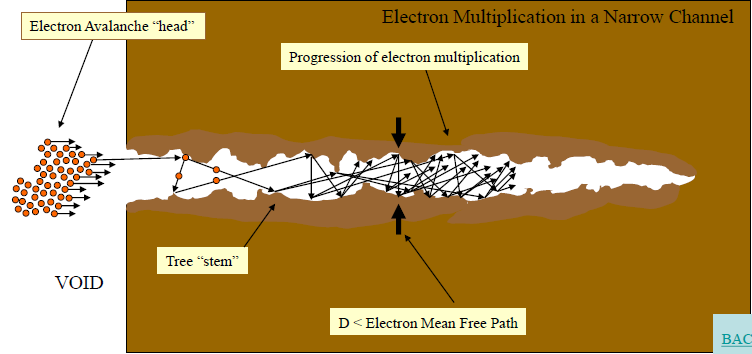 Electron Multiplication in a Narrow Channel
Electron Avalanche “head”
Progression of electron multiplication
Tree “stem”
VOID
D < Electron Mean Free Path
BAC